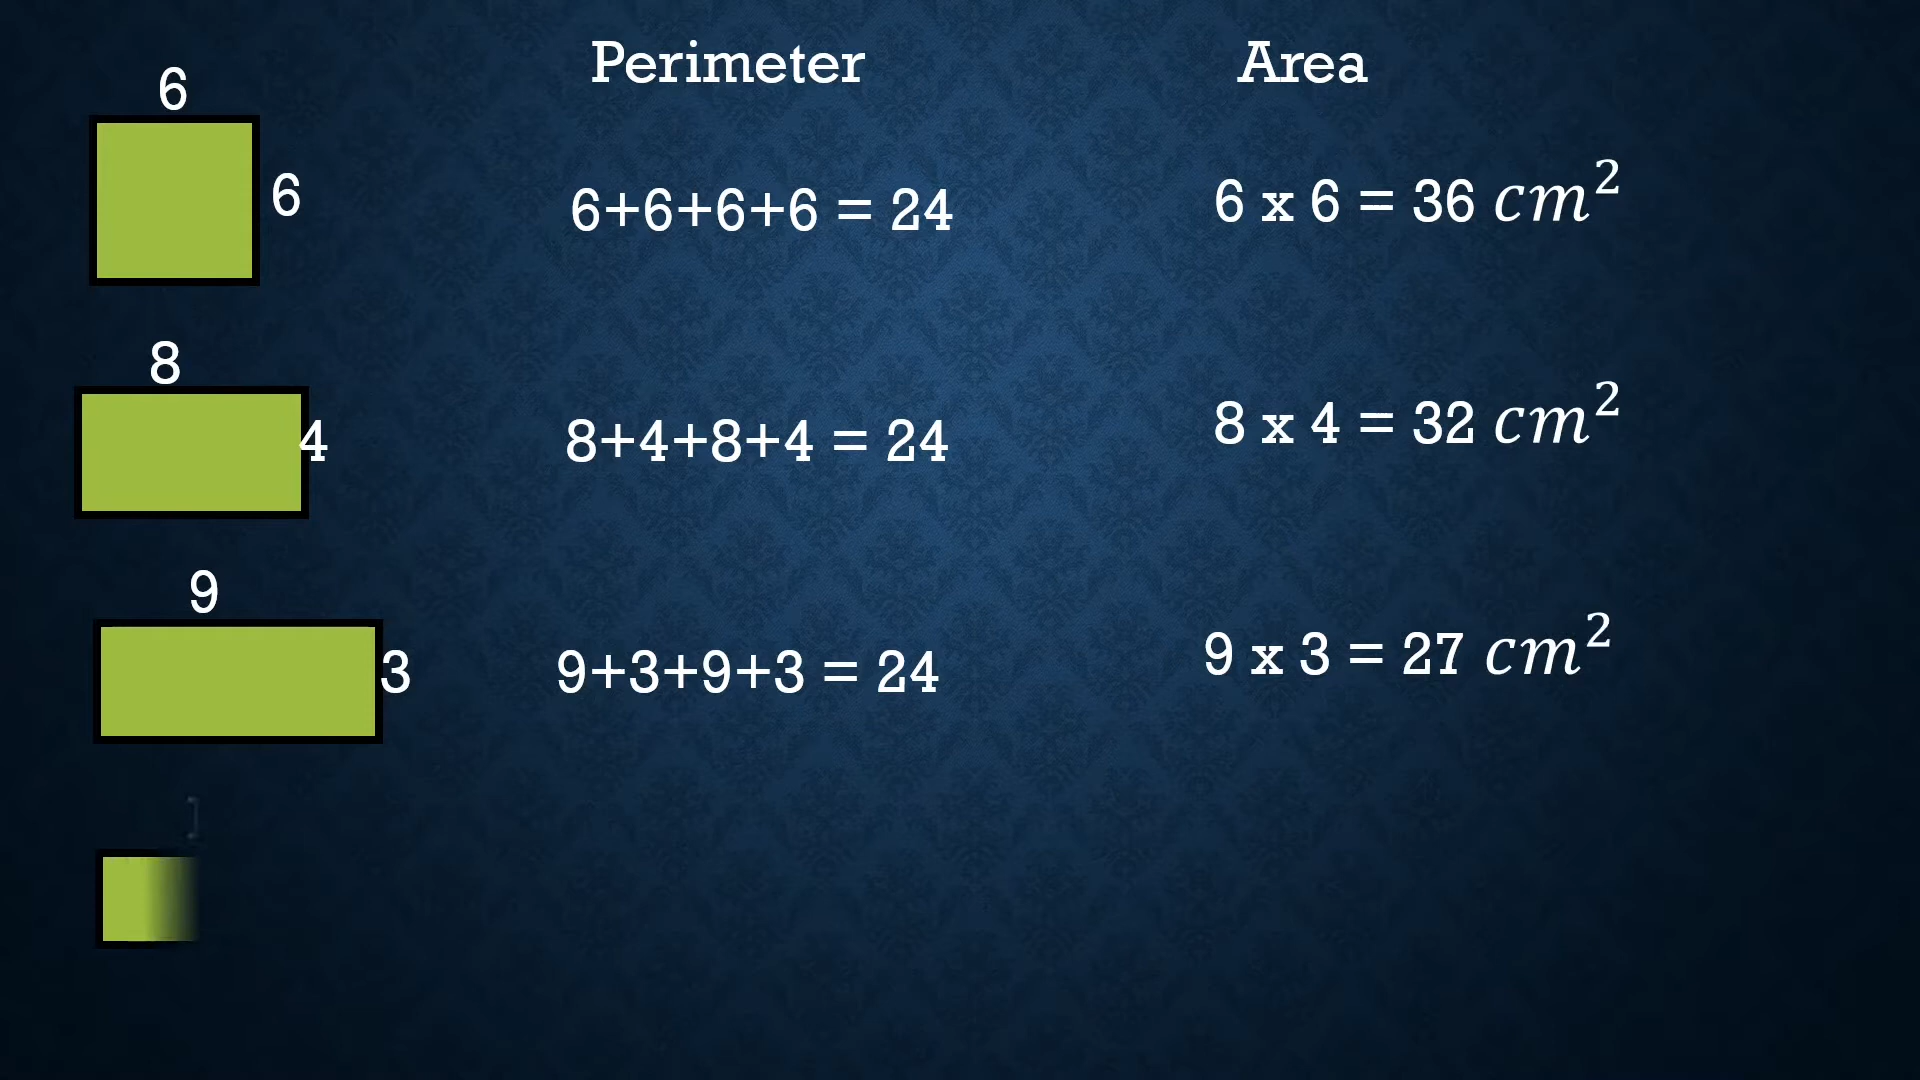 Perimeter Area
6
6
6+6+6+6 = 24
6 x 6 = 36 cm²
8
4
8+4+8+4 = 24
8 x 4 = 32 cm²
9
3
9+3+9+3 = 24
9 x 3 = 27 cm²